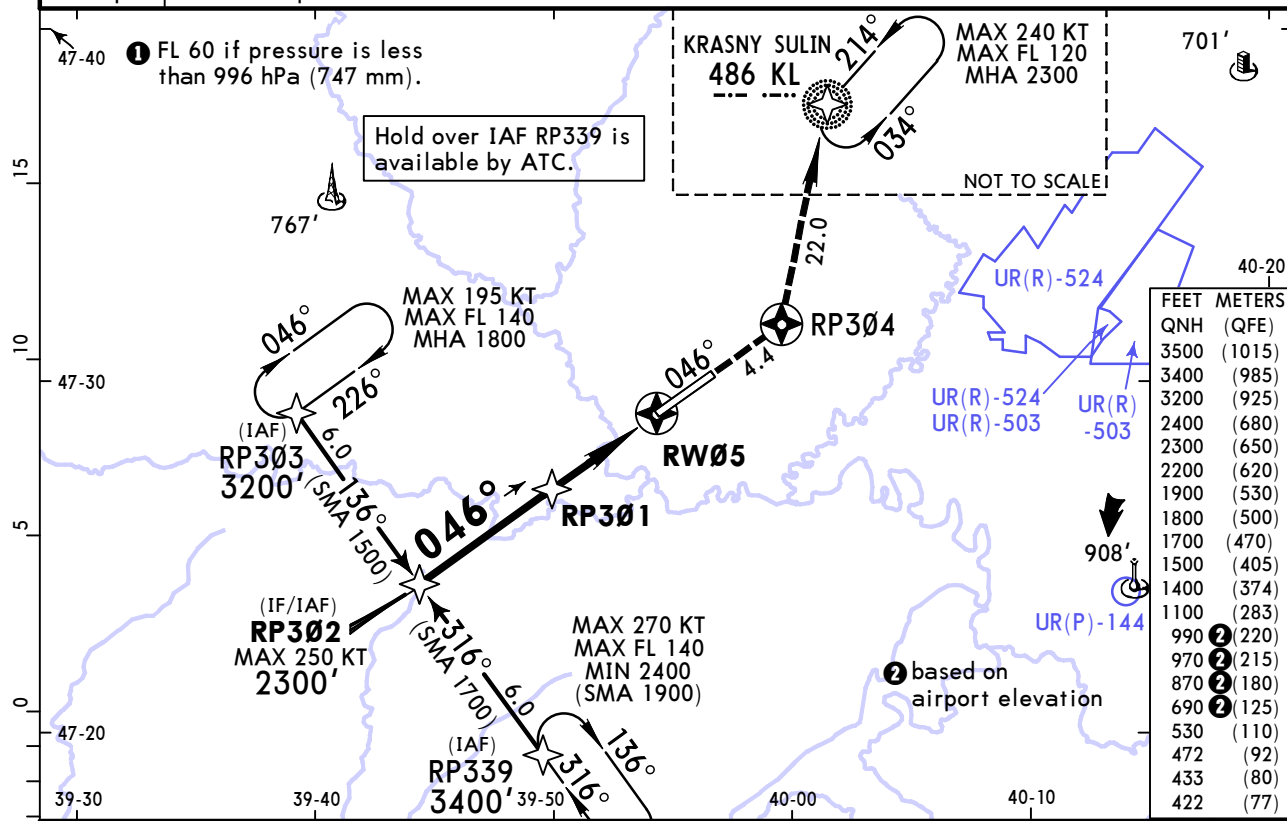 47-40
❶ FL 60 if pressure is less
than 996 hPa (747 mm).
KRASNY SULIN
486 KL
214°
034°
MAX 240 KT
MAX FL 120
MHA 2300
NOT TO SCALE
701'
Hold over IAF RP339 is
available by ATC.
15
767'
22.0
UR(R)-524
40-20
MAX 195 KT
MAX FL 140
MHA 1800
046°
226°
RP3Ø4
10
47-30
046°
4.4
UR(R)-524
UR(R)-503
UR(R)
-503
(IAF)
RP3Ø3
3200'
6.0
136°
(SMA 1500)
RWØ5
046°
RP3Ø1
5
908'
UR(P)-144
(IF/IAF)
RP3Ø2
MAX 250 KT
2300'
316°
(SMA 1700)
6.0
MAX 270 KT
MAX FL 140
MIN 2400
(SMA 1900)
❷ based on
airport elevation
0
47-20
(IAF)
RP339
3400'
136°
316°
39-30
39-40
39-50
40-00
40-10
FEET METERS
QNH (QFE)
3500 (1015)
3400 (985)
3200 (925)
2400 (680)
2300 (650)
2200 (620)
1900 (530)
1800 (500)
1700 (470)
1500 (405)
1400 (374)
1100 (283)
990 ❷ (220)
970 ❷ (215)
870 ❷ (180)
690 ❷ (125)
530 (110)
472 (92)
433 (80)
422 (77)